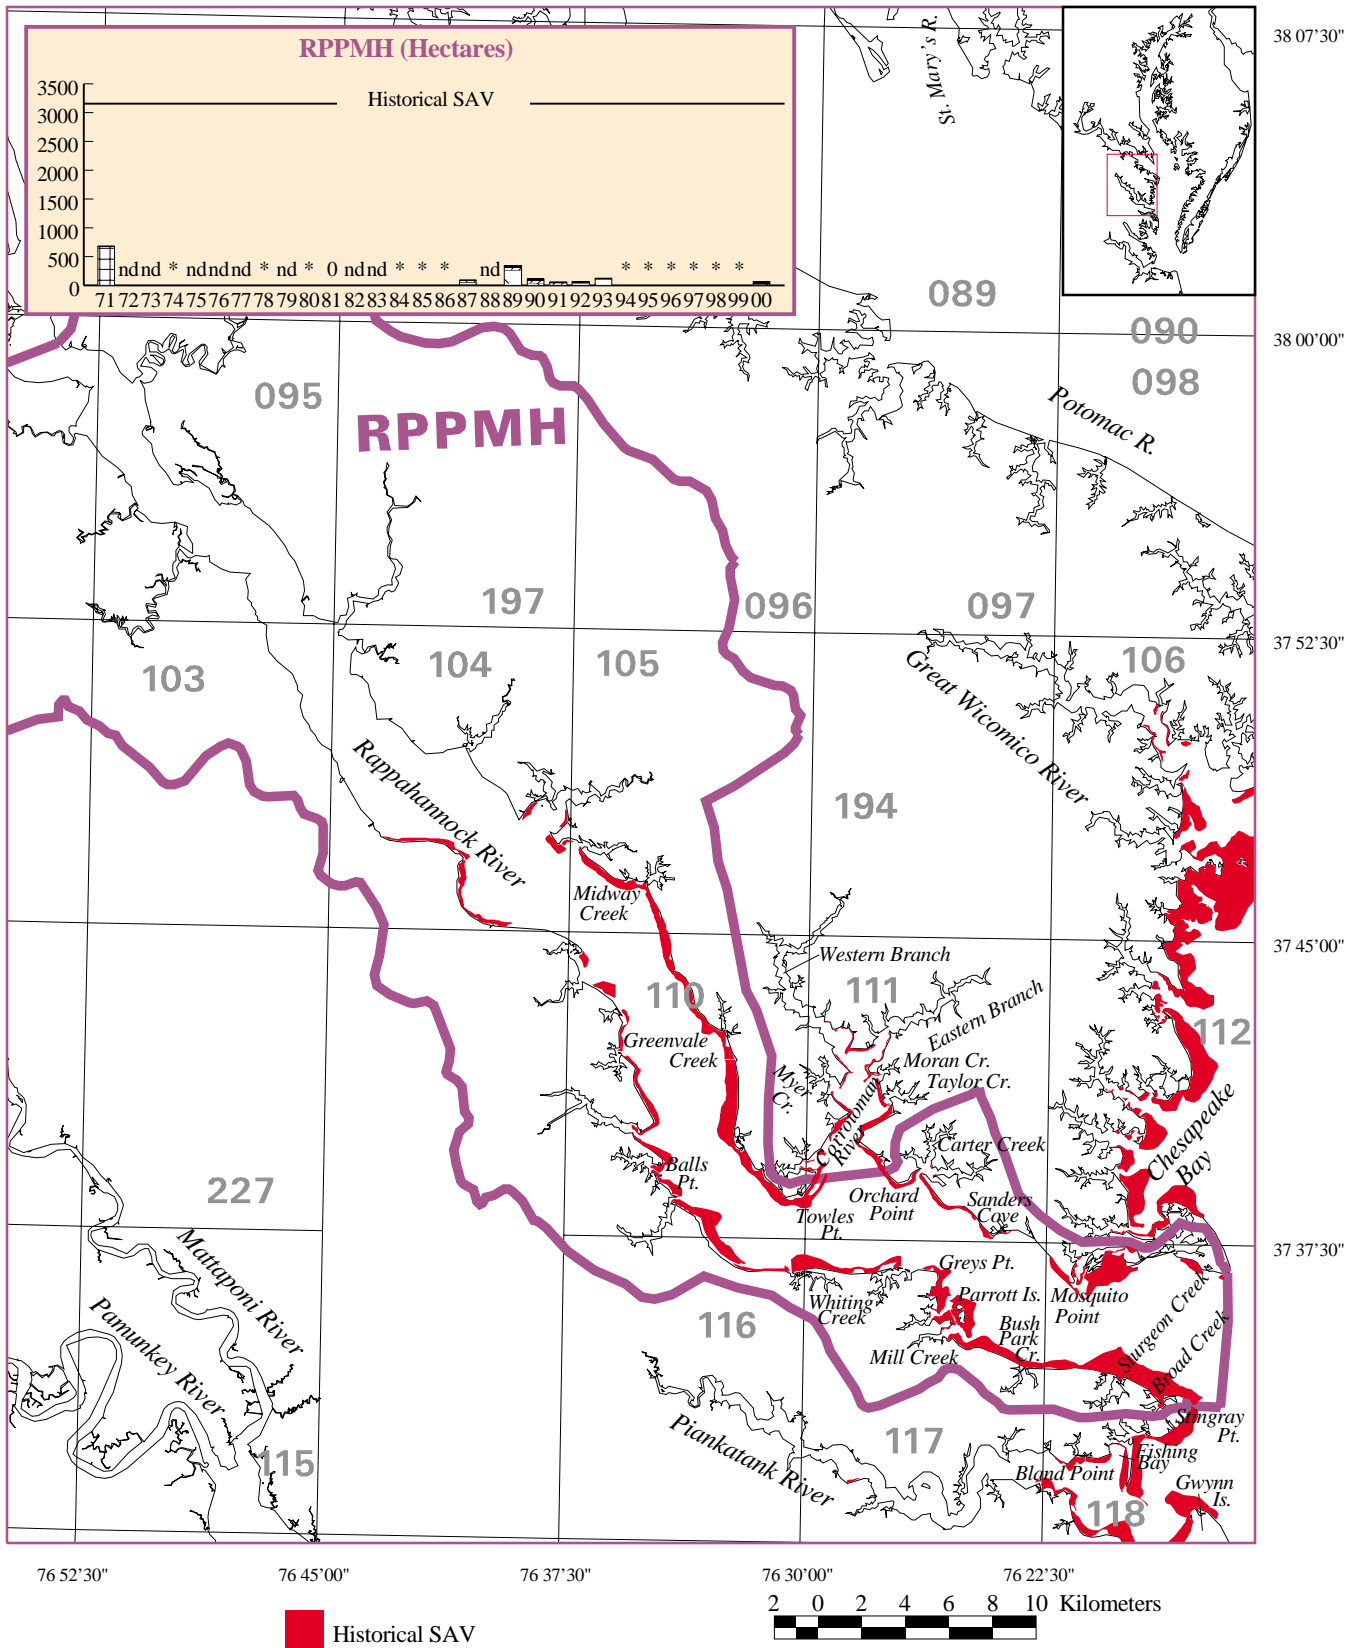 RPPMH (Hectares)
Historical SAV
3500
3000
2500
2000
1500
1000
500
0
nd nd * nd nd nd * nd * 0 nd nd * * * nd * * * * * *
71 72 73 74 75 76 77 78 79 80 81 82 83 84 85 86 87 88 89 90 91 92 93 94 95 96 97 98 99 00
St. Mary's R.
38 07'30"
089
090
38 00'00"
098
095
RPPMH
Potomac R.
197
096
097
37 52'30"
103
104
105
106
Great Wicomico River
Rappahannock River
194
Midway
Creek
37 45'00"
Western Branch
110
111
Eastern Branch
112
Greenvale
Creek
Moran Cr.
Taylor Cr.
Myer
Cr.
Corrotoman
River
Chesapeake
Bay
Carter Creek
Balls
Pt.
227
Orchard
Point
Sanders
Cove
Towles
Pt.
37 37'30"
Mattaponi River
Greys Pt.
Whiting
Creek
Parrott Is.
Mosquito
Point
Pamunkey River
116
Bush
Park
Cr.
Sturgeon Creek
Mill Creek
Broad Creek
Stingray
Pt.
Piankatank River
117
115
Fishing
Bay
Bland Point
Gwynn
Is.
118
76 52'30"
76 45'00"
76 37'30"
76 30'00"
76 22'30"
2 0 2 4 6 8 10 Kilometers
Historical SAV